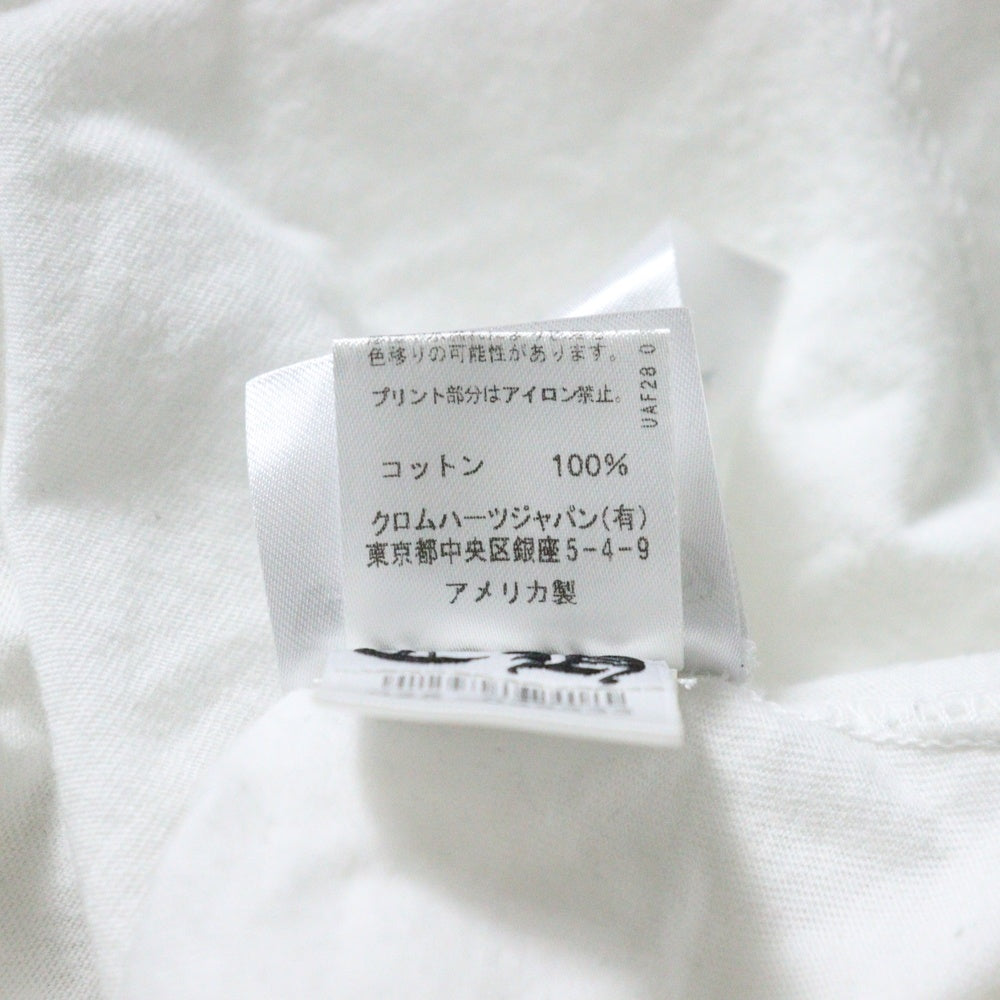 色移りの可能性があります。
プリント部分はアイロン禁止。
コットン 100%
クロムハーツジャパン(有)
東京都中央区銀座5-4-9
アメリカ製
UAF28 0